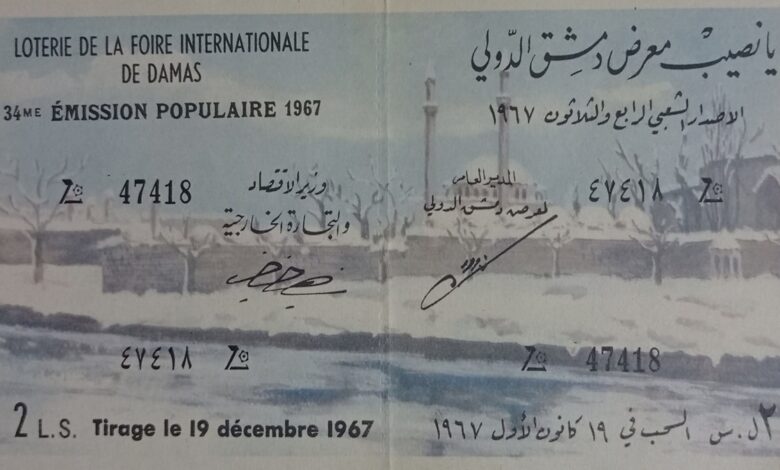 LOTERIE DE LA FOIRE INTERNATIONALE
DE DAMAS
34ME ÉMISSION POPULAIRE 1967
يا نصيب معرض دمشق الدولي
الاصدار الشعبي الرابع والثلاثون ١٩٦٧
47418
وزير الاقتصاد
والتجارة الخارجية
المدير العام
لمعرض دمشق الدولي
٤٧٤١٨
٤٧٤١٨
47418
2 L.S. Tirage le 19 décembre 1967
٢ ل.س السحب في ١٩ كانون الأول ١٩٦٧